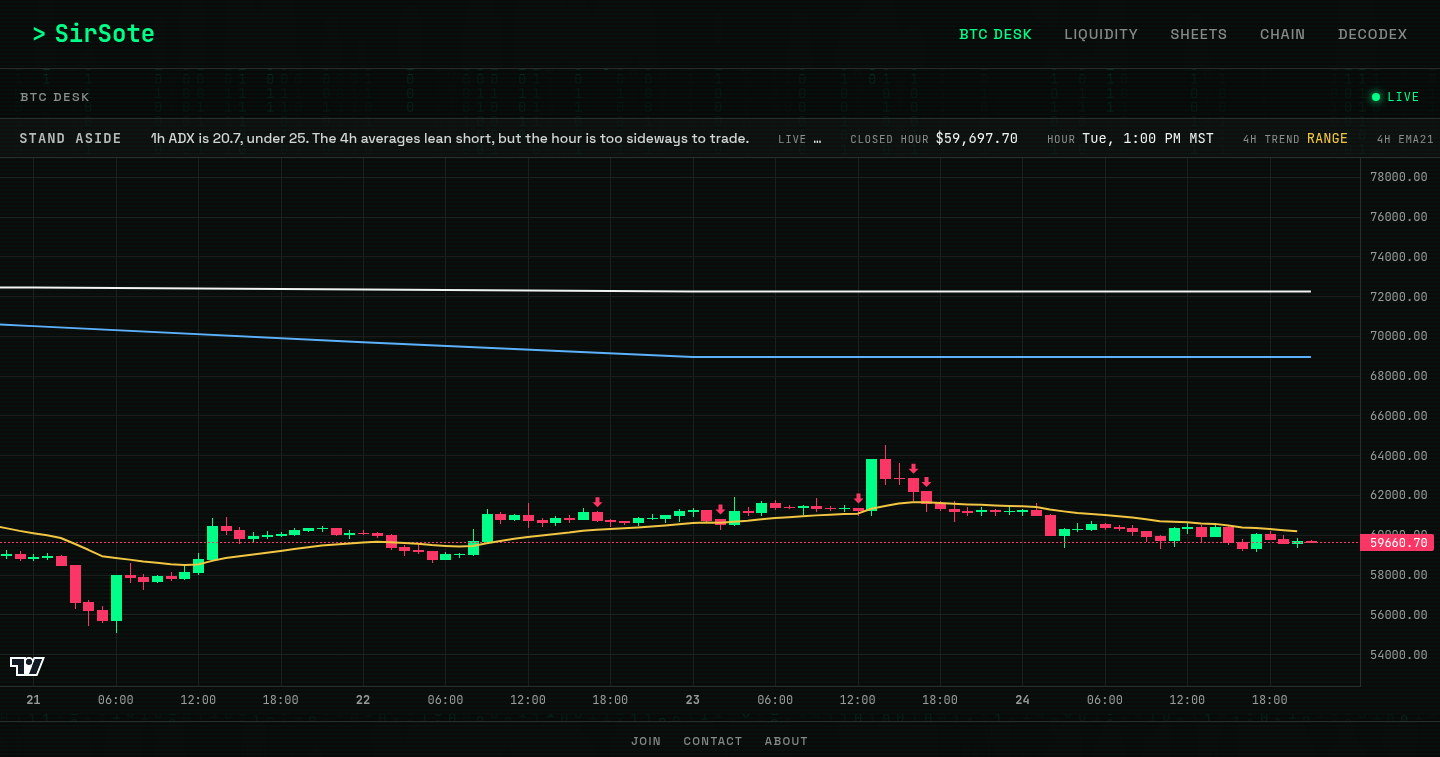 > SirSote
BTC DESK LIQUIDITY SHEETS CHAIN DECODEX
BTC DESK
LIVE
STAND ASIDE 1h ADX is 20.7, under 25. The 4h averages lean short, but the hour is too sideways to trade. LIVE … CLOSED HOUR $59,697.70 HOUR Tue, 1:00 PM MST 4H TREND RANGE 4H EMA21
78000.00
76000.00
74000.00
72000.00
70000.00
68000.00
66000.00
64000.00
62000.00
59660.70
58000.00
56000.00
54000.00
21 06:00 12:00 18:00 22 06:00 12:00 18:00 23 06:00 12:00 18:00 24 06:00 12:00 18:00
JOIN CONTACT ABOUT